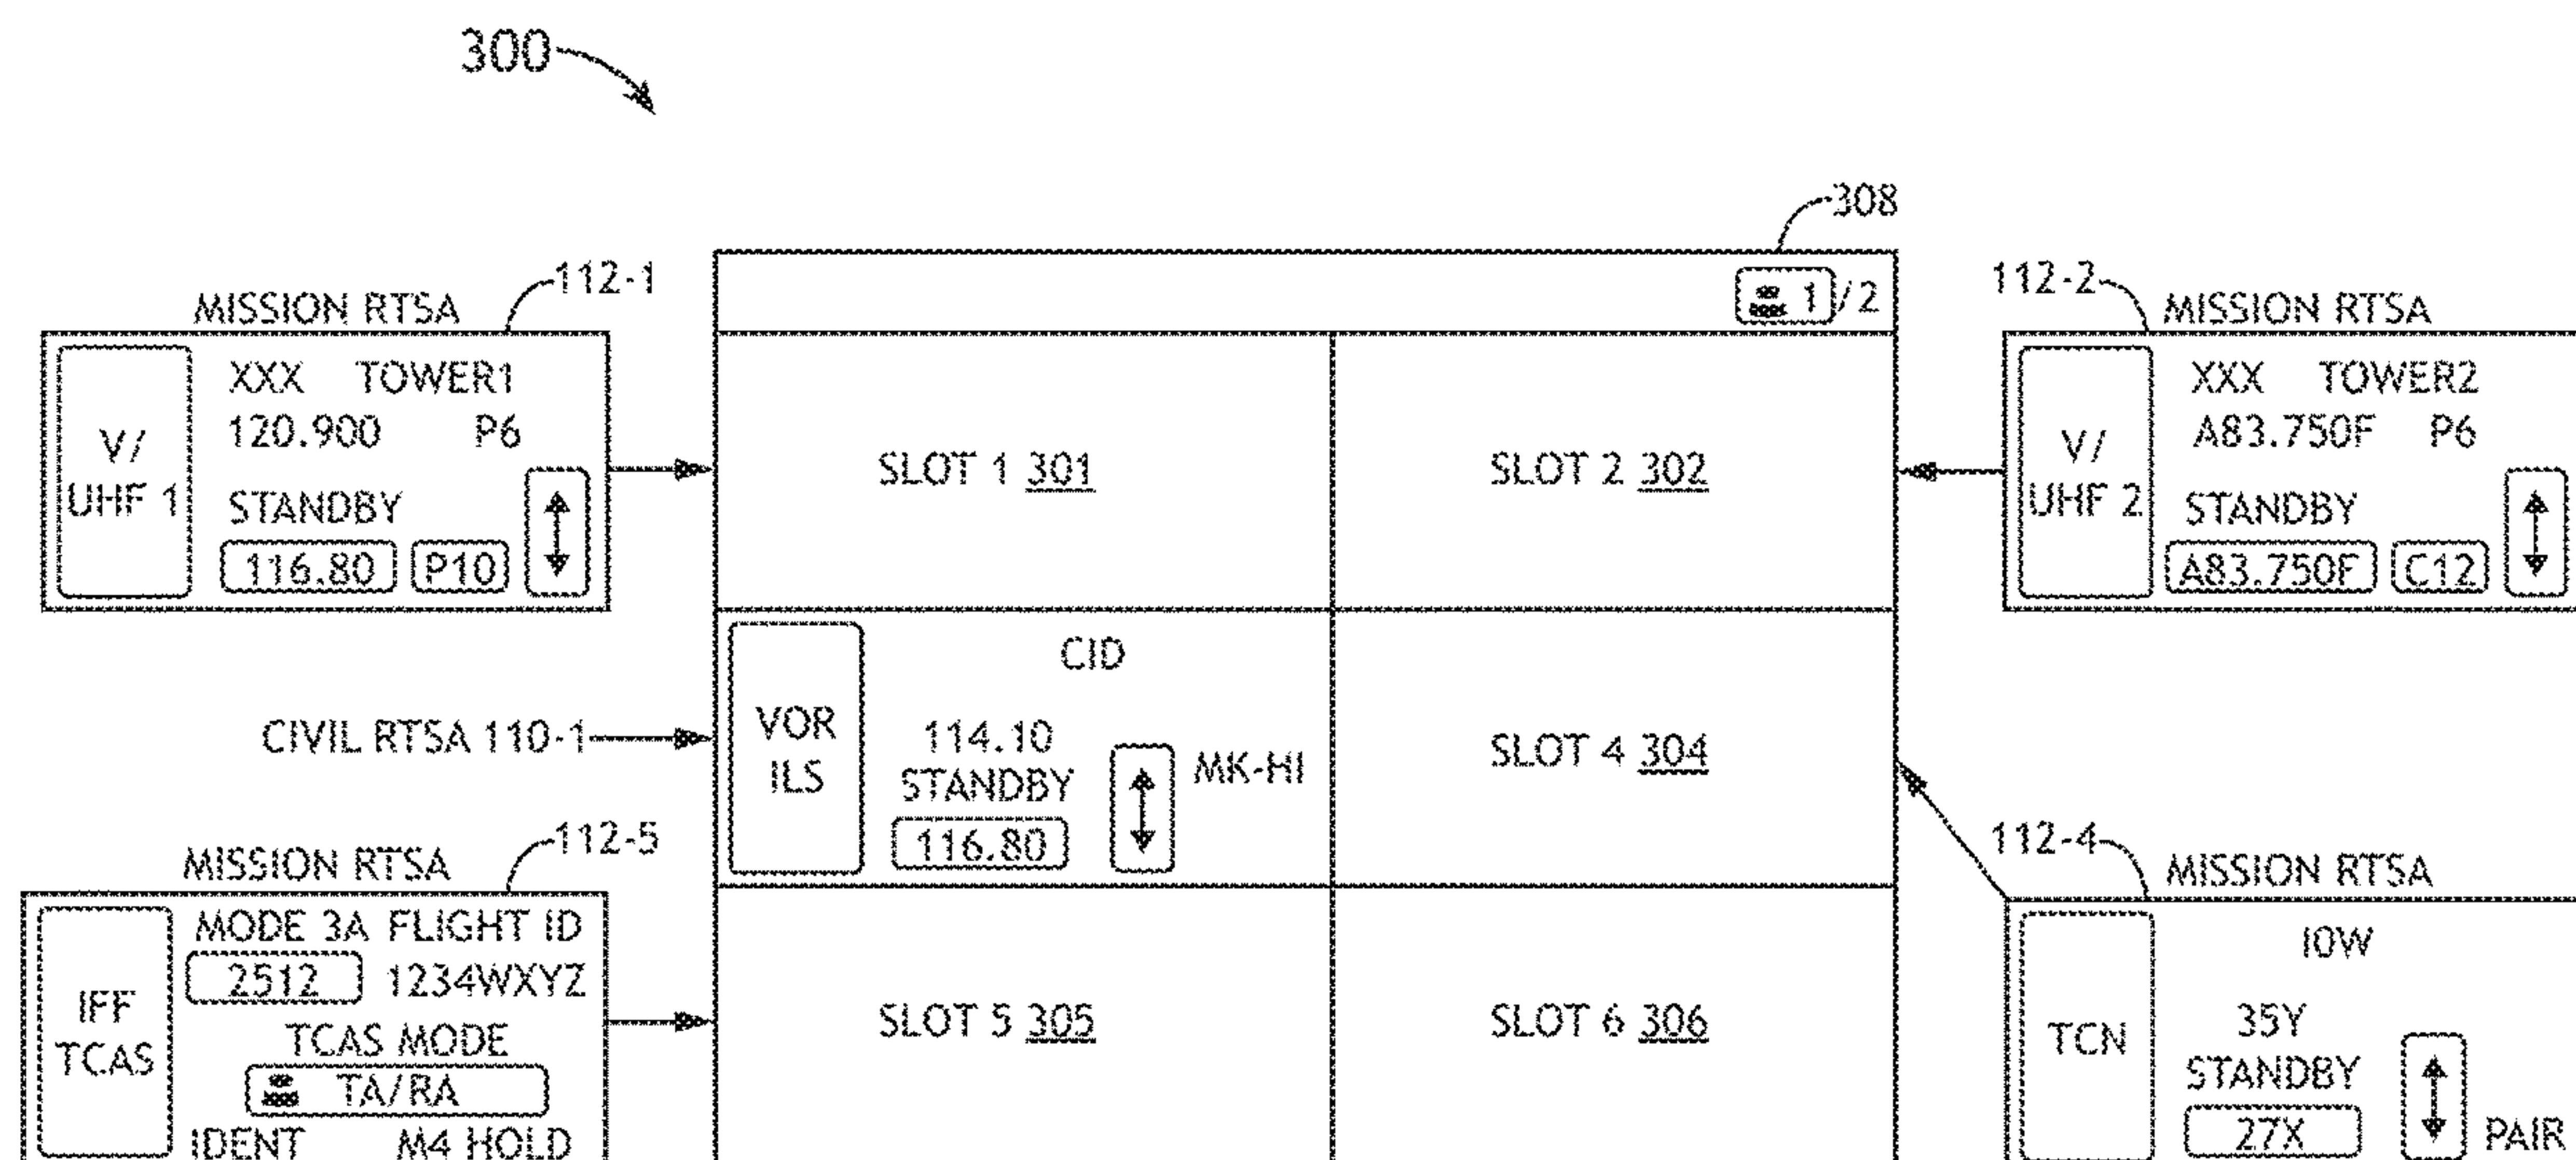 300
308
1/2
112-1
MISSION RTSA
V/
UHF 1
XXX TOWER1
120.900 P6
STANDBY
116.80 P10
SLOT 1 301
SLOT 2 302
112-2
MISSION RTSA
V/
UHF 2
XXX TOWER2
A83.750F P6
STANDBY
A83.750F C12
CIVIL RTSA 110-1
VOR
ILS
CID
114.10
STANDBY
116.80
MK-HI
SLOT 4 304
112-5
MISSION RTSA
IFF
TCAS
MODE 3A FLIGHT ID
2512 1234WXYZ
TCAS MODE
TA/RA
IDENT M4 HOLD
SLOT 5 305
SLOT 6 306
112-4
MISSION RTSA
TCN
IOW
35Y
STANDBY
27X
PAIR